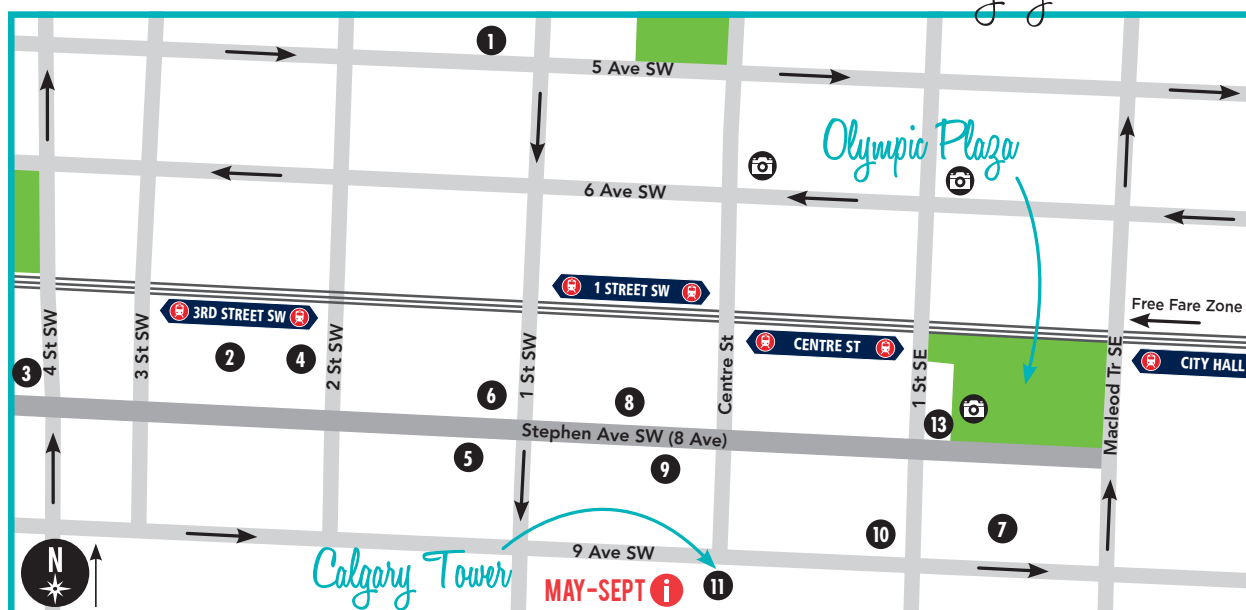 1
5 Ave SW
Olympic Plaza
6 Ave SW
1 STREET SW
3RD STREET SW
Free Fare Zone
CENTRE ST
CITY HALL
4 St SW
3 St SW
2 St SW
1 St SW
Centre St
1 St SE
Macleod Tr SE
2
4
3
6
8
13
Stephen Ave SW (8 Ave)
5
9
10
7
9 Ave SW
N
Calgary Tower
MAY-SEPT i
11